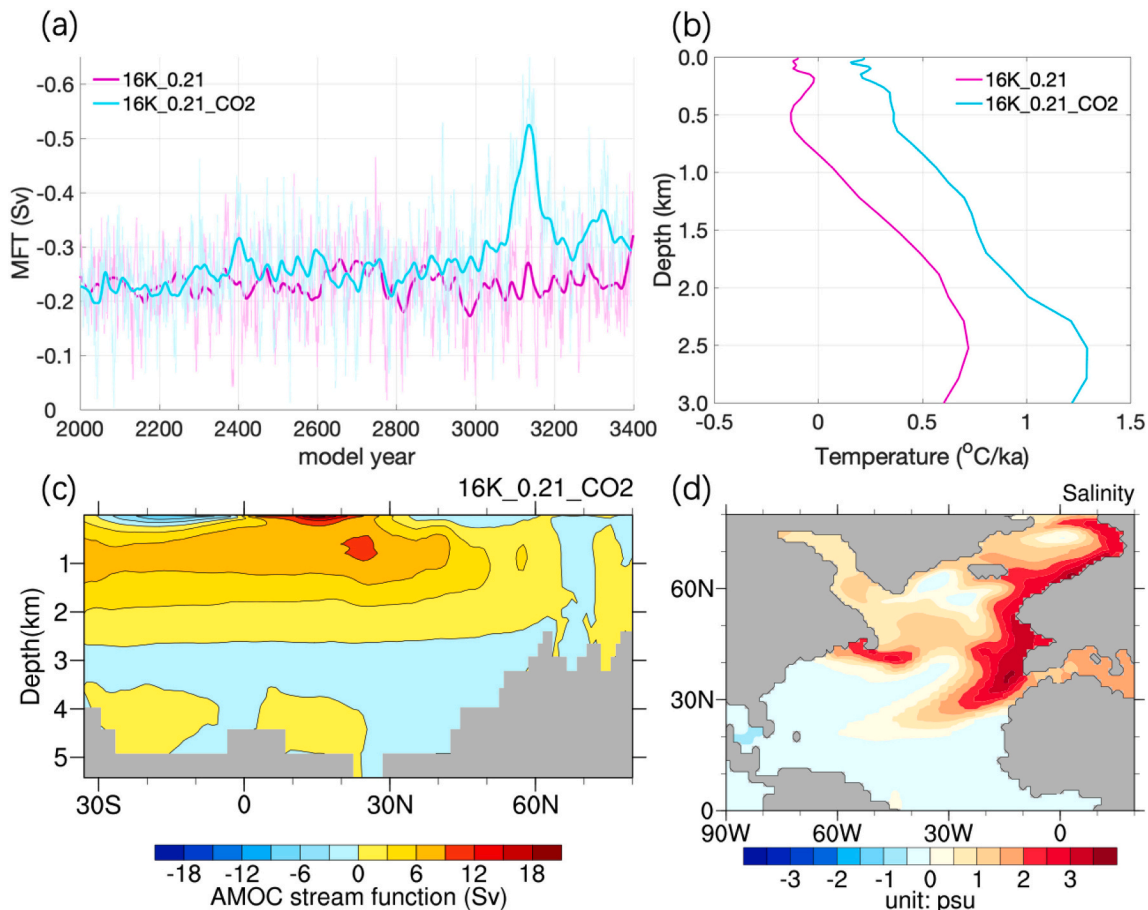 (a)
-0.6
-0.5
-0.4
-0.3
-0.2
-0.1
0
MFT (Sv)
16K_0.21
16K_0.21_CO2
2000 2200 2400 2600 2800 3000 3200 3400
model year
(b)
0.0
0.5
1.0
1.5
2.0
2.5
3.0
Depth (km)
16K_0.21
16K_0.21_CO2
-0.5 0 0.5 1 1.5
Temperature (°C/ka)
(c)
16K_0.21_CO2
1
2
3
4
5
Depth(km)
30S 0 30N 60N
-18 -12 -6 0 6 12 18
AMOC stream function (Sv)
(d)
Salinity
60N
30N
0
90W 60W 30W 0
-3 -2 -1 0 1 2 3
unit: psu